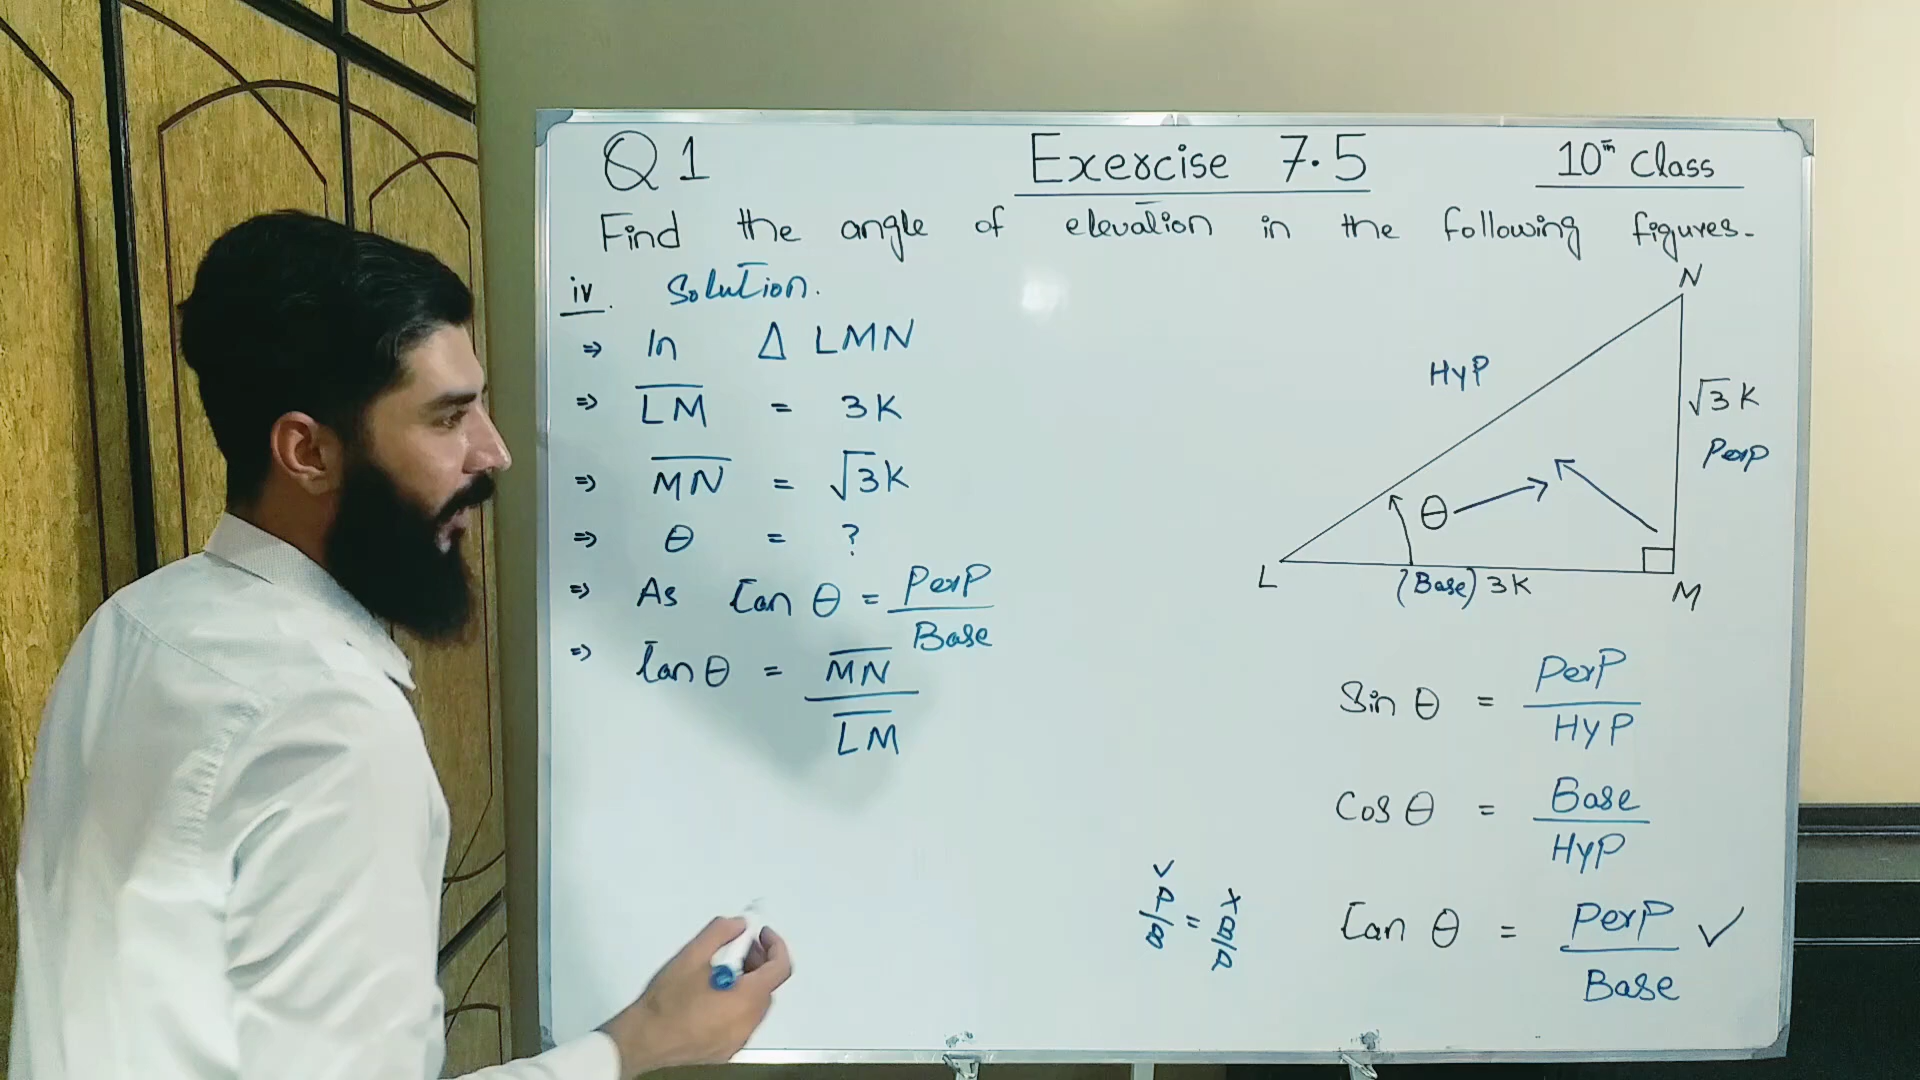 Q1 Exercise 7.5 10th Class
Find the angle of elevation in the following figures.
iv. Solution.
⇒ In Δ LMN
⇒ LM = 3K
⇒ MN = √3K
⇒ θ = ?
⇒ As Tan θ = PerP/Base
⇒ Tan θ = MN/LM
N
HyP
√3K
PerP
θ
L
(Base) 3K
M
Sin θ = PerP/HyP
Cos θ = Base/HyP
Tan θ = PerP/Base ✓